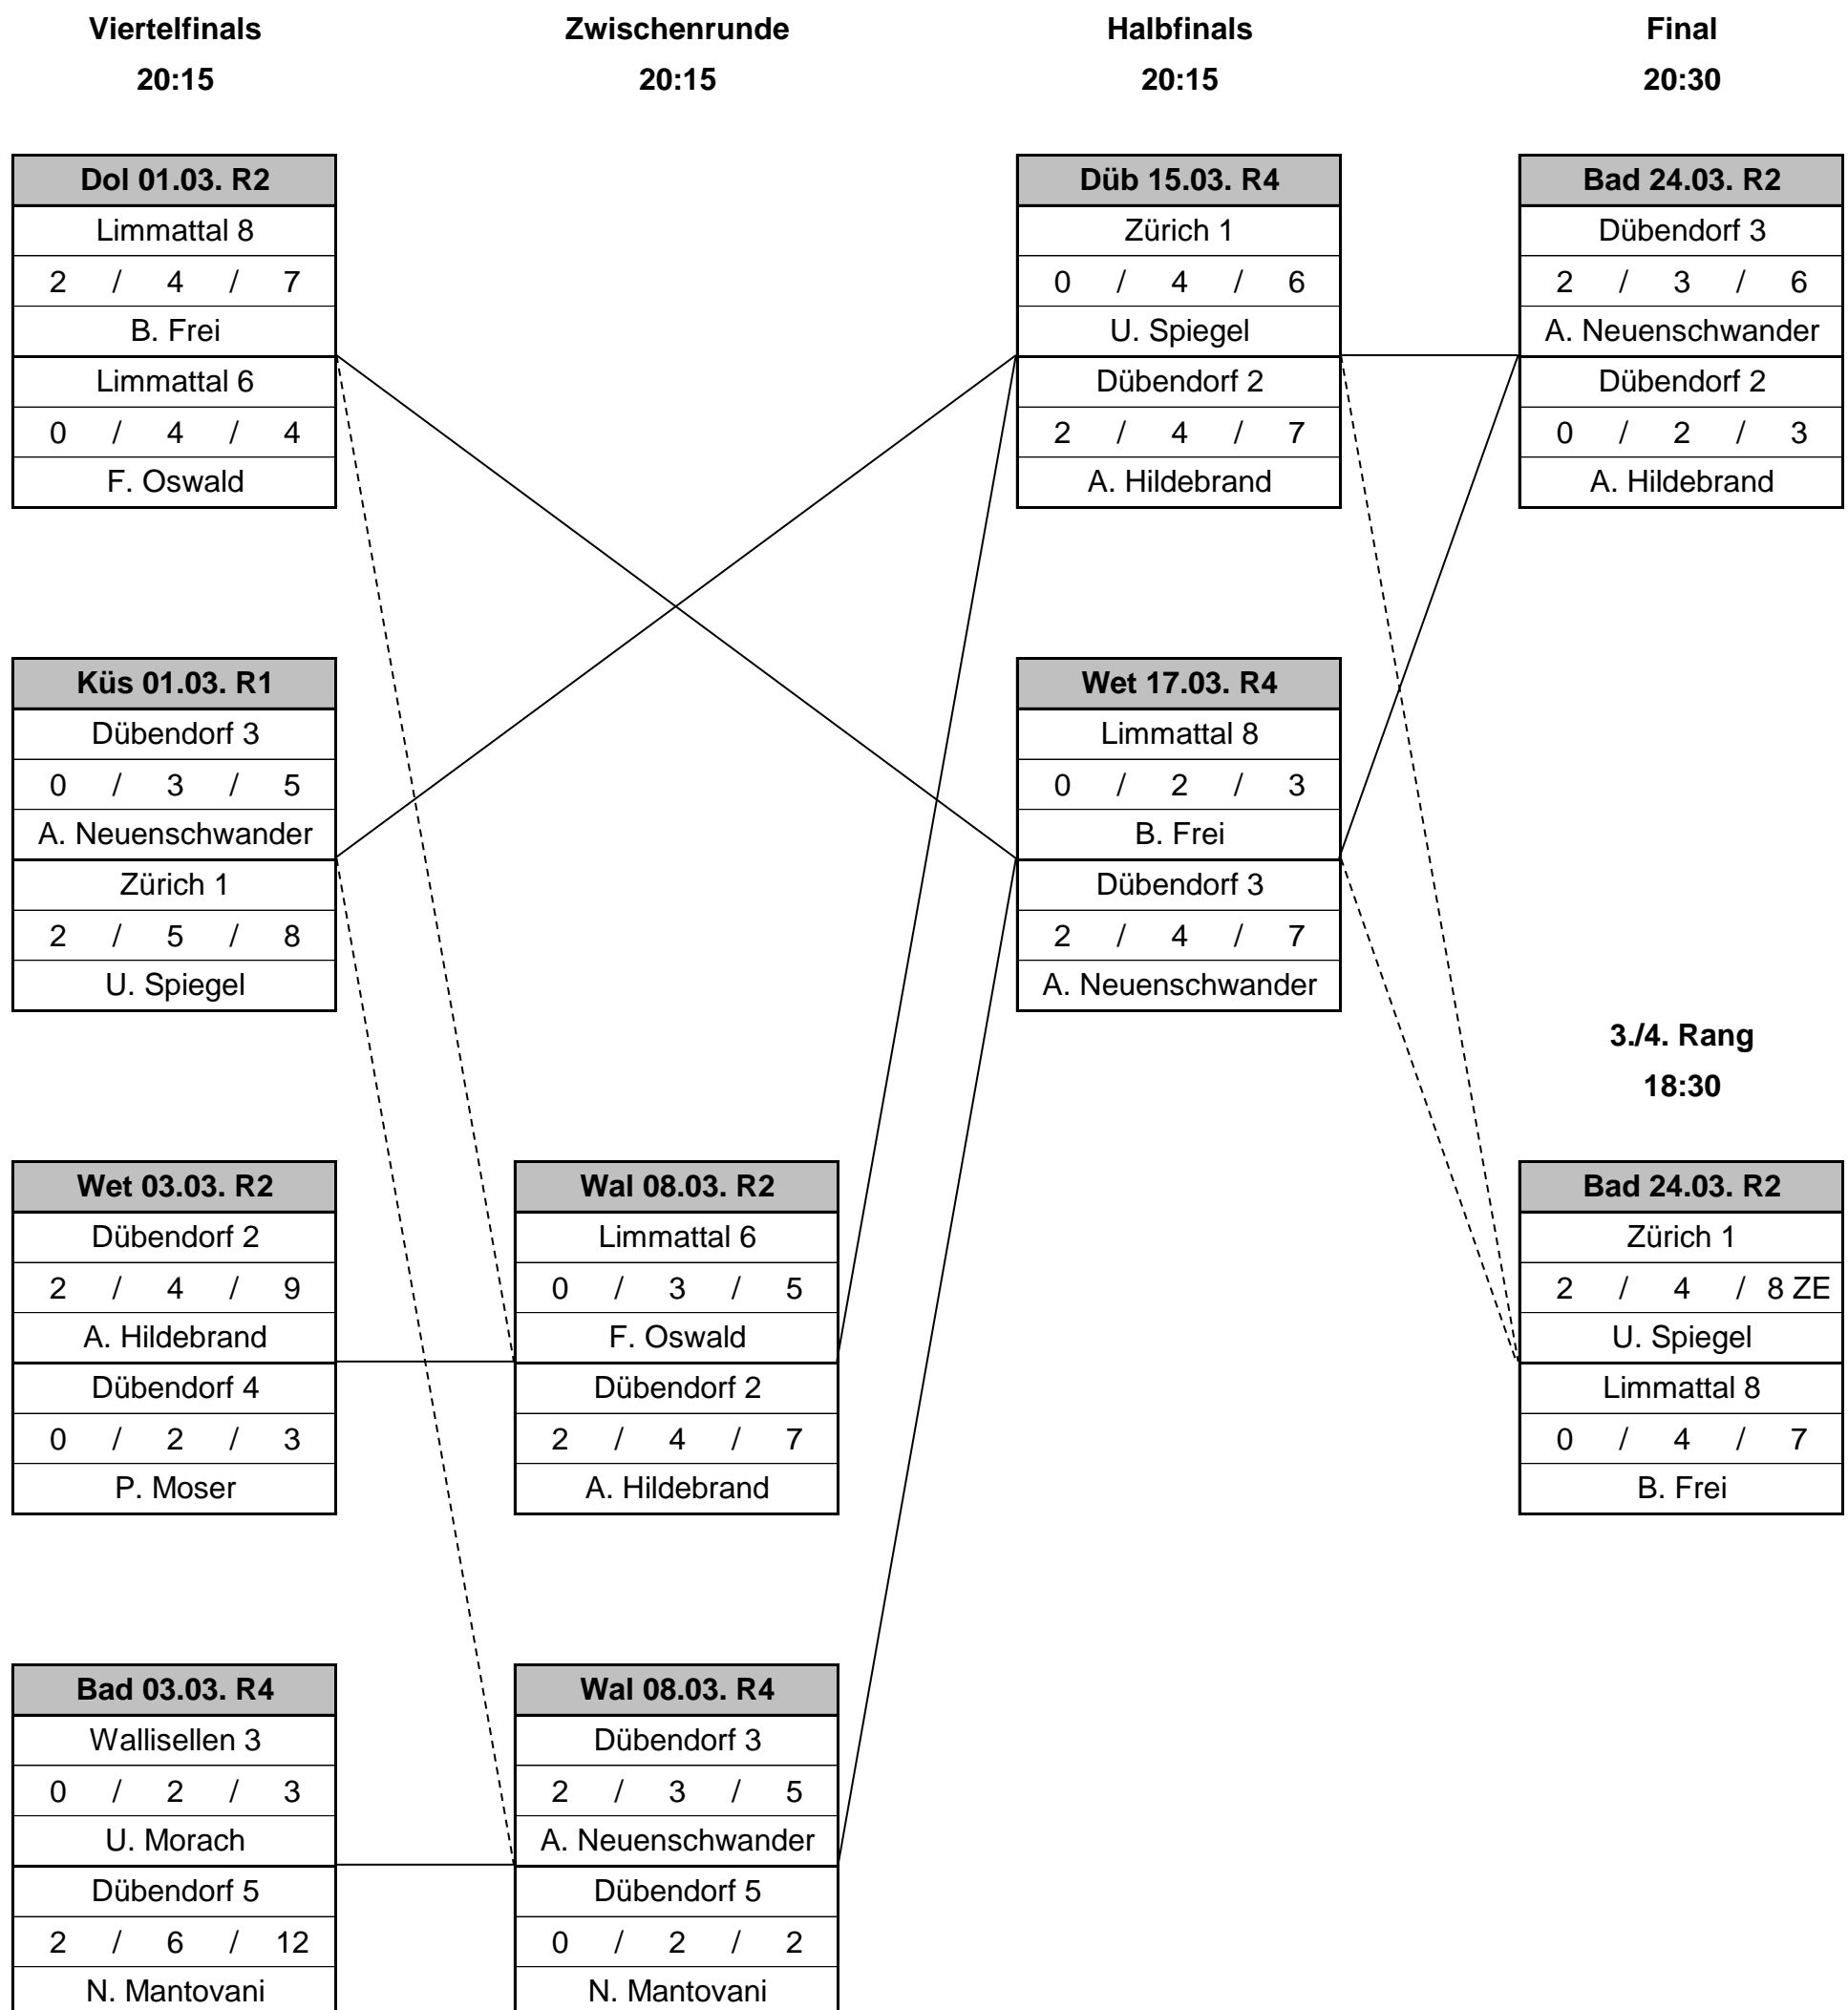 Viertelfinals
20:15
Zwischenrunde
20:15
Halbfinals
20:15
Final
20:30
Dol 01.03. R2
Limmattal 8
2 / 4 / 7
B. Frei
Limmattal 6
0 / 4 / 4
F. Oswald
Küs 01.03. R1
Dübendorf 3
0 / 3 / 5
A. Neuenschwander
Zürich 1
2 / 5 / 8
U. Spiegel
Wet 03.03. R2
Dübendorf 2
2 / 4 / 9
A. Hildebrand
Dübendorf 4
0 / 2 / 3
P. Moser
Bad 03.03. R4
Wallisellen 3
0 / 2 / 3
U. Morach
Dübendorf 5
2 / 6 / 12
N. Mantovani
Wal 08.03. R2
Limmattal 6
0 / 3 / 5
F. Oswald
Dübendorf 2
2 / 4 / 7
A. Hildebrand
Wal 08.03. R4
Dübendorf 3
2 / 3 / 5
A. Neuenschwander
Dübendorf 5
0 / 2 / 2
N. Mantovani
Düb 15.03. R4
Zürich 1
0 / 4 / 6
U. Spiegel
Dübendorf 2
2 / 4 / 7
A. Hildebrand
Wet 17.03. R4
Limmattal 8
0 / 2 / 3
B. Frei
Dübendorf 3
2 / 4 / 7
A. Neuenschwander
Bad 24.03. R2
Dübendorf 3
2 / 3 / 6
A. Neuenschwander
Dübendorf 2
0 / 2 / 3
A. Hildebrand
3./4. Rang
18:30
Bad 24.03. R2
Zürich 1
2 / 4 / 8 ZE
U. Spiegel
Limmattal 8
0 / 4 / 7
B. Frei